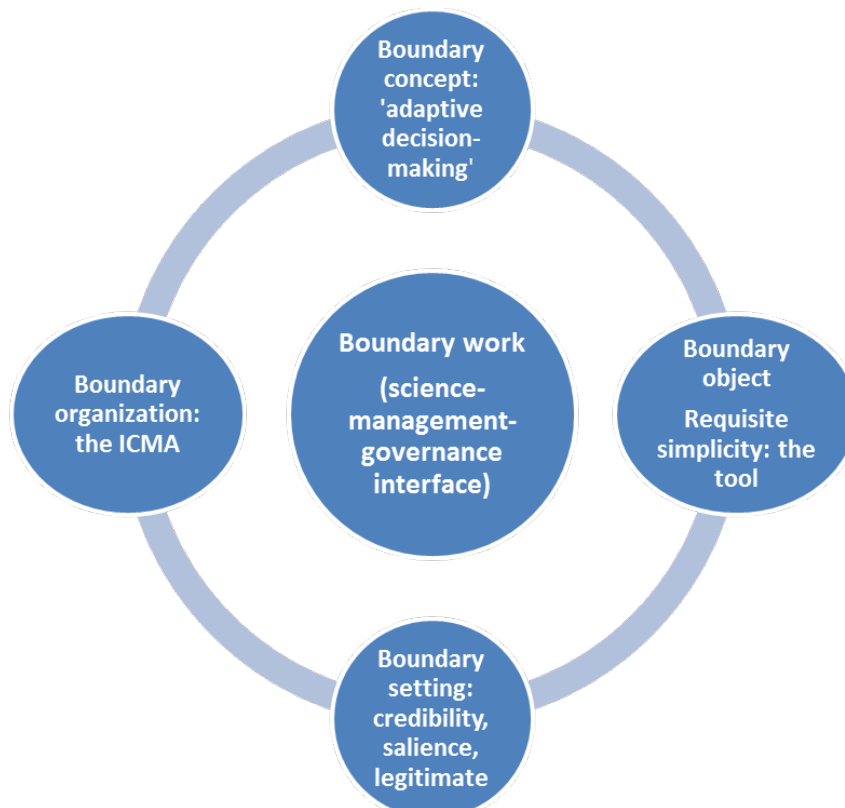 Boundary
concept:
'adaptive
decision-
making'
Boundary
organization:
the ICMA
Boundary work
(science-
management-
governance
interface)
Boundary
object
Requisite
simplicity: the
tool
Boundary
setting:
credibility,
salience,
legitimate